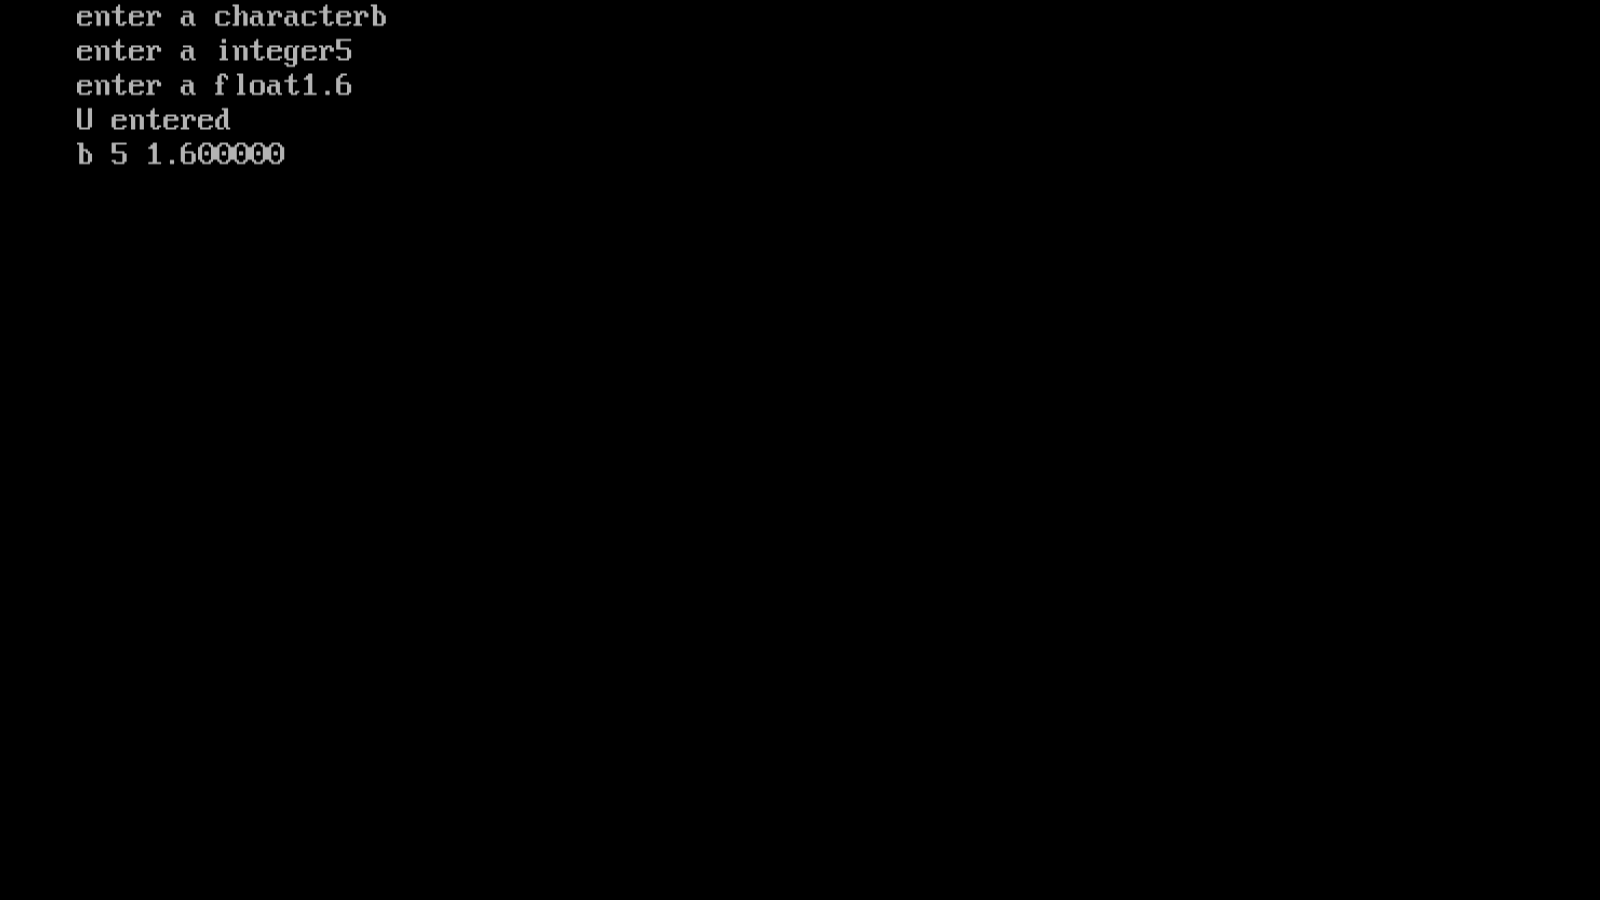 enter a characterb
enter a integer5
enter a float1.6
U entered
b 5 1.600000